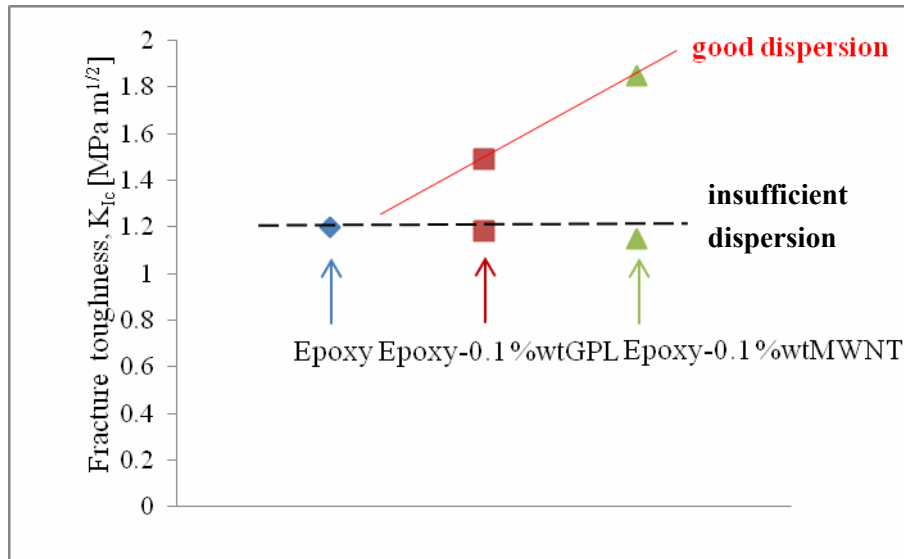 Fracture toughness, K_Ic [MPa m^1/2]
2
1.8
1.6
1.4
1.2
1
0.8
0.6
0.4
0.2
0
good dispersion
insufficient
dispersion
Epoxy
Epoxy-0.1%wtGPL
Epoxy-0.1%wtMWNT